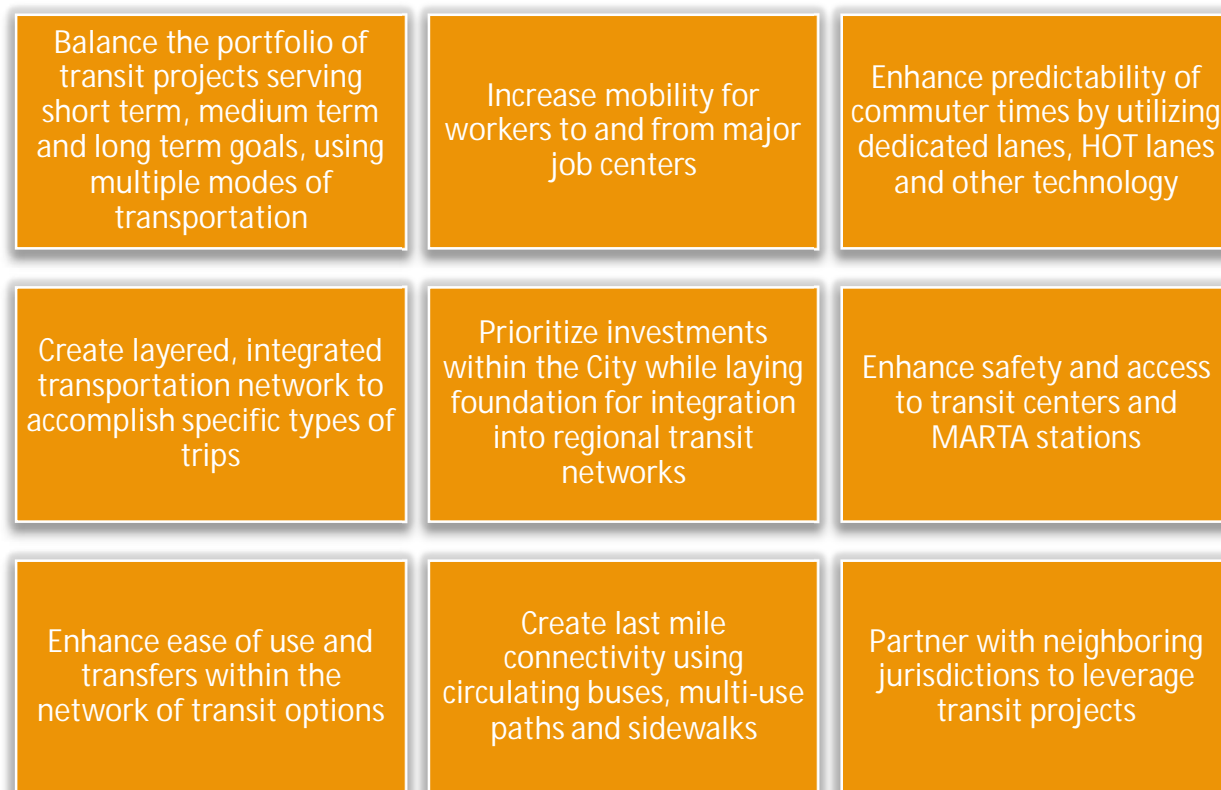 Balance the portfolio of
transit projects serving
short term, medium term
and long term goals, using
multiple modes of
transportation
Increase mobility for
workers to and from major
job centers
Enhance predictability of
commuter times by utilizing
dedicated lanes, HOT lanes
and other technology
Create layered, integrated
transportation network to
accomplish specific types of
trips
Prioritize investments
within the City while laying
foundation for integration
into regional transit
networks
Enhance safety and access
to transit centers and
MARTA stations
Enhance ease of use and
transfers within the
network of transit options
Create last mile
connectivity using
circulating buses, multi-use
paths and sidewalks
Partner with neighboring
jurisdictions to leverage
transit projects